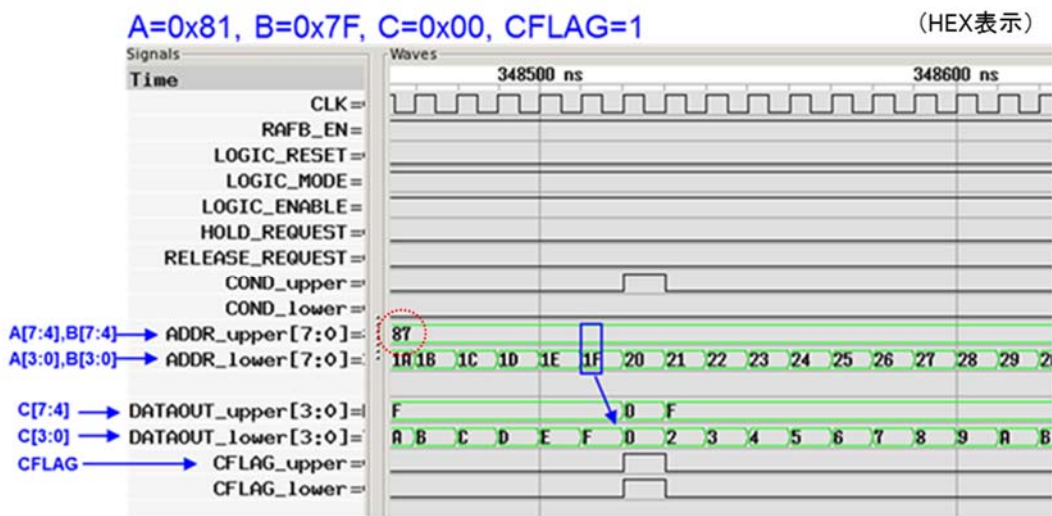 A=0x81, B=0x7F, C=0x00, CFLAG=1
(HEX表示)
Signals
Waves
Time
348500 ns
348600 ns
CLK=
RAFB_EN=
LOGIC_RESET=
LOGIC_MODE=
LOGIC_ENABLE=
HOLD_REQUEST=
RELEASE_REQUEST=
COND_upper=
COND_lower=
A[7:4],B[7:4] ADDR_upper[7:0]= 87
A[3:0],B[3:0] ADDR_lower[7:0]= 1A 1B 1C 1D 1E 1F 20 21 22 23 24 25 26 27 28 29
C[7:4] DATAOUT_upper[3:0]= F 0 F
C[3:0] DATAOUT_lower[3:0]= A B C D E F 0 2 3 4 5 6 7 8 9 A B
CFLAG CFLAG_upper=
CFLAG_lower=